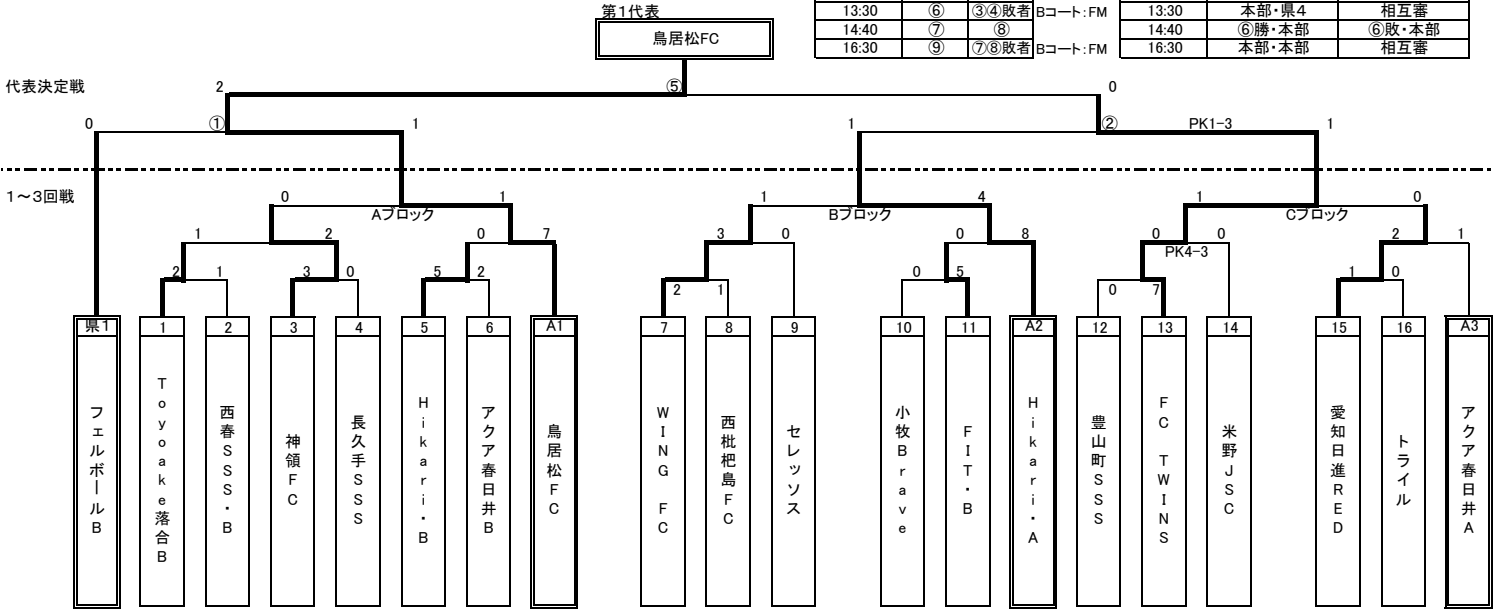 第1代表
鳥居松FC
13:30 ⑥ ③④敗者 Bコート:FM
14:40 ⑦ ⑧
16:30 ⑨ ⑦⑧敗者 Bコート:FM
13:30 本部・県4 相互審
14:40 ⑥勝・本部 ⑥敗・本部
16:30 本部・本部 相互審
代表決定戦 2 ⑤ 0
0 ① 1 1 ② PK1-3 1
1~3回戦 0 1 1 4 1 0
Aブロック Bブロック Cブロック
1 2 0 7 3 0 0 8 0 0 2 1
PK4-3
2 1 3 0 5 2 2 1 0 5 0 7 1 0
県1 1 2 3 4 5 6 A1 7 8 9 10 11 A2 12 13 14 15 16 A3
フェルボールB
Toyoake落合B
西春SSS・B
神領FC
長久手SSS
Hikari・B
アクア春日井B
鳥居松FC
WING FC
西枇杷島FC
セレッソス
小牧Brave
FIT・B
Hikari・A
豊山町SSS
FC TWINS
米野JSC
愛知日進RED
トライル
アクア春日井A